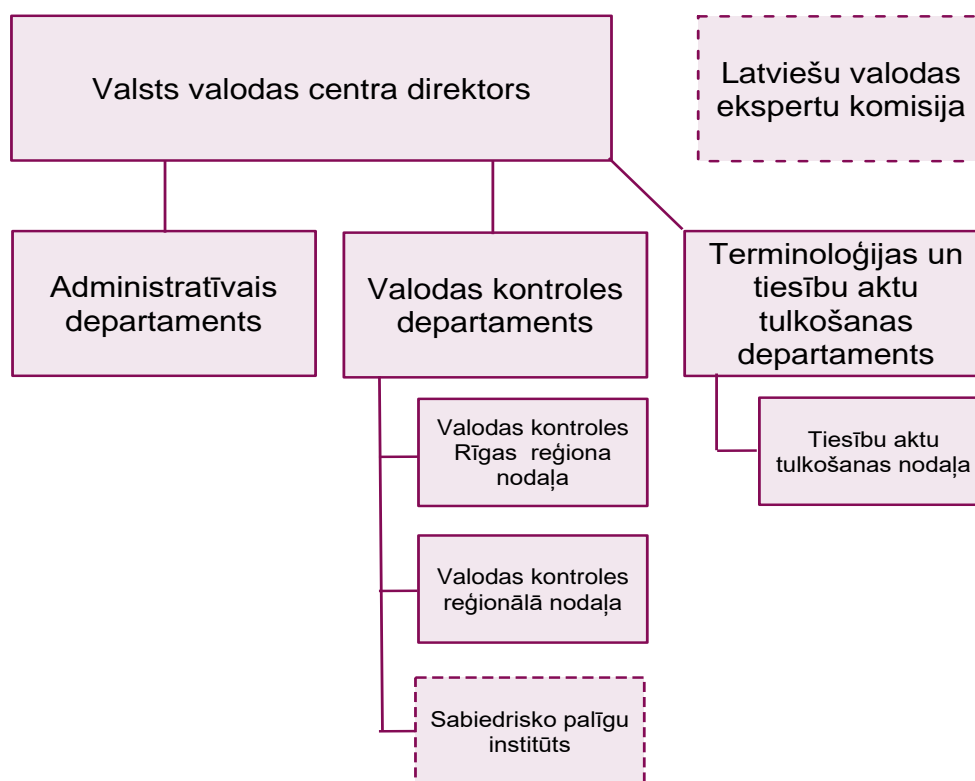 Valsts valodas centra direktors
Latviešu valodas
ekspertu komisija
Administratīvais
departaments
Valodas kontroles
departaments
Terminoloģijas un
tiesību aktu
tulkošanas
departaments
Valodas kontroles
Rīgas reģiona
nodaļa
Tiesību aktu
tulkošanas nodaļa
Valodas kontroles
reģionālā nodaļa
Sabiedrisko palīgu
institūts